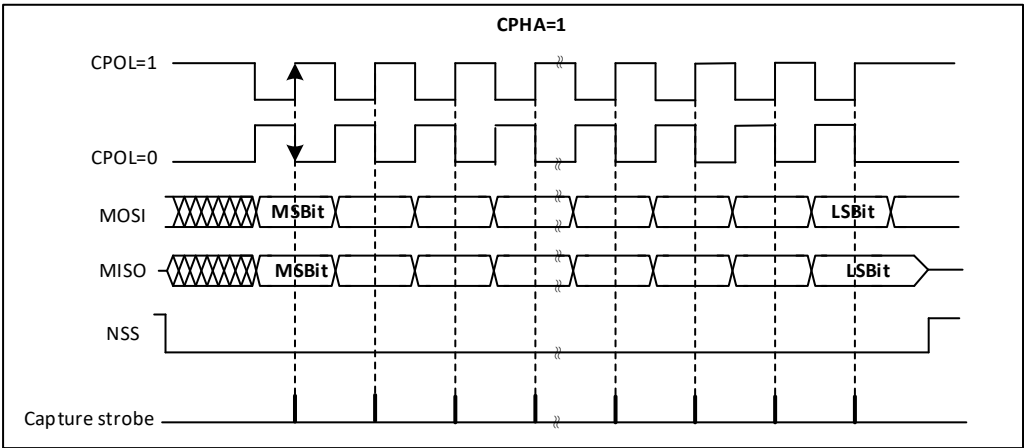 CPHA=1
CPOL=1
CPOL=0
MOSI MSBit LSBit
MISO MSBit LSBit
NSS
Capture strobe